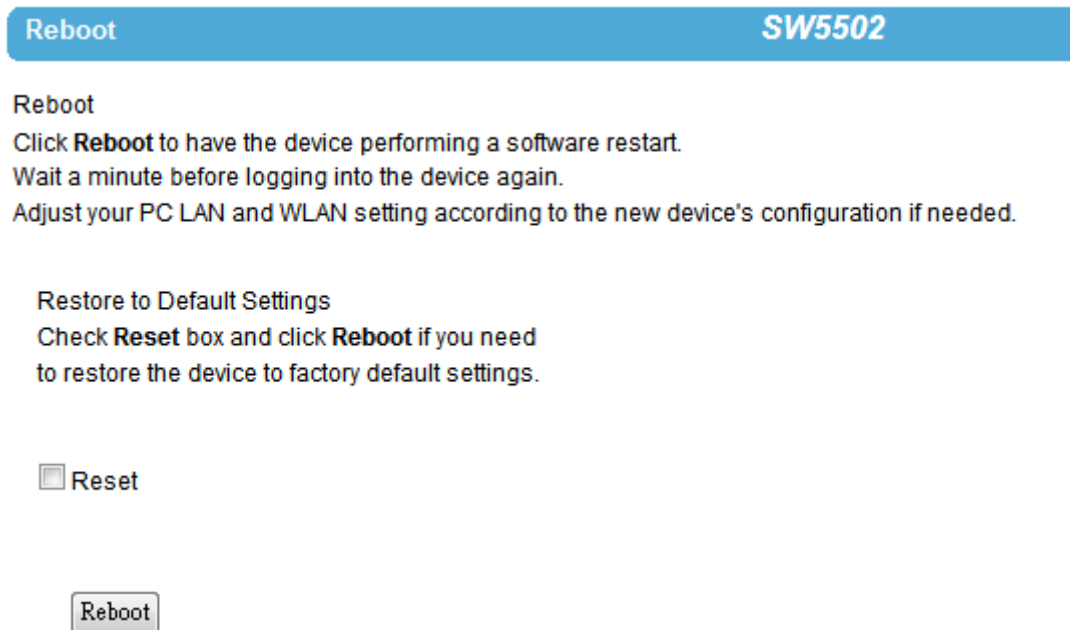 Reboot SW5502
Reboot
Click Reboot to have the device performing a software restart.
Wait a minute before logging into the device again.
Adjust your PC LAN and WLAN setting according to the new device's configuration if needed.
Restore to Default Settings
Check Reset box and click Reboot if you need
to restore the device to factory default settings.
Reset
Reboot